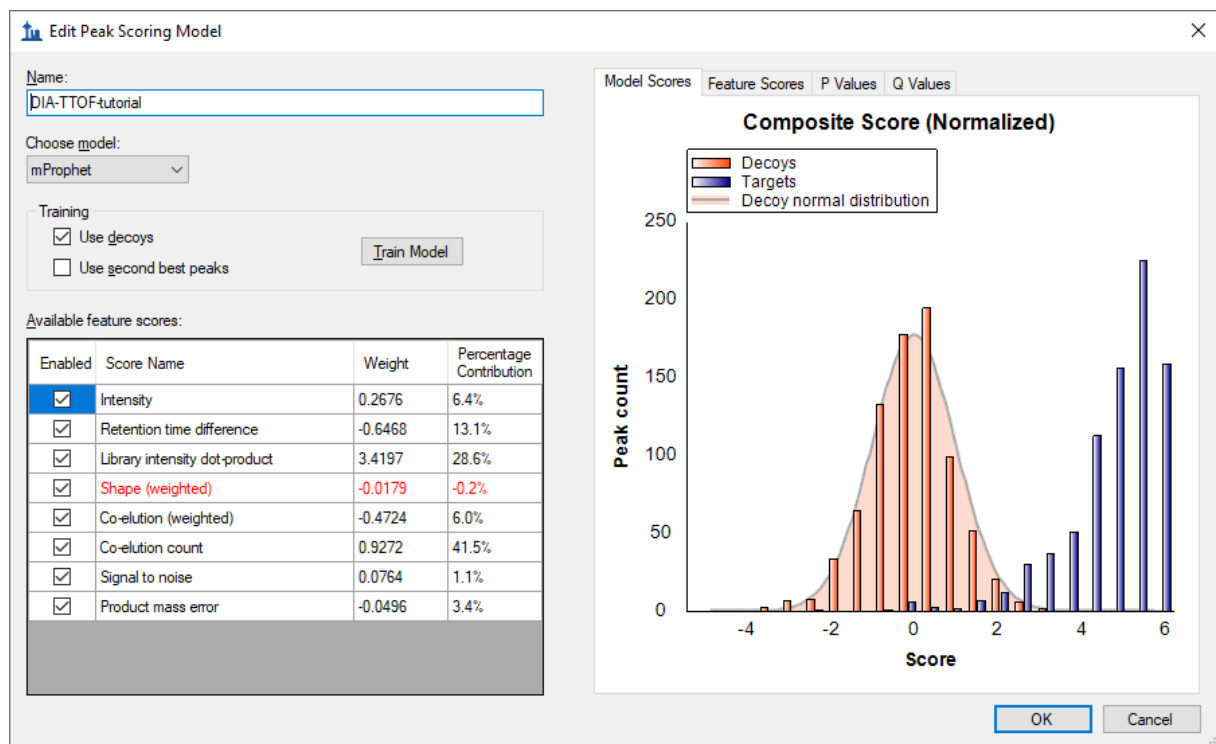 Edit Peak Scoring Model
Name:
DIA-TTOF-tutorial
Choose model:
mProphet
Training
Use decoys
Use second best peaks
Train Model
Available feature scores:
Enabled Score Name Weight Percentage Contribution
Intensity 0.2676 6.4%
Retention time difference -0.6468 13.1%
Library intensity dot-product 3.4197 28.6%
Shape (weighted) -0.0179 -0.2%
Co-elution (weighted) -0.4724 6.0%
Co-elution count 0.9272 41.5%
Signal to noise 0.0764 1.1%
Product mass error -0.0496 3.4%
Model Scores Feature Scores P Values Q Values
Composite Score (Normalized)
Decoys
Targets
Decoy normal distribution
Peak count
250
200
150
100
50
0
-4 -2 0 2 4 6
Score
OK Cancel